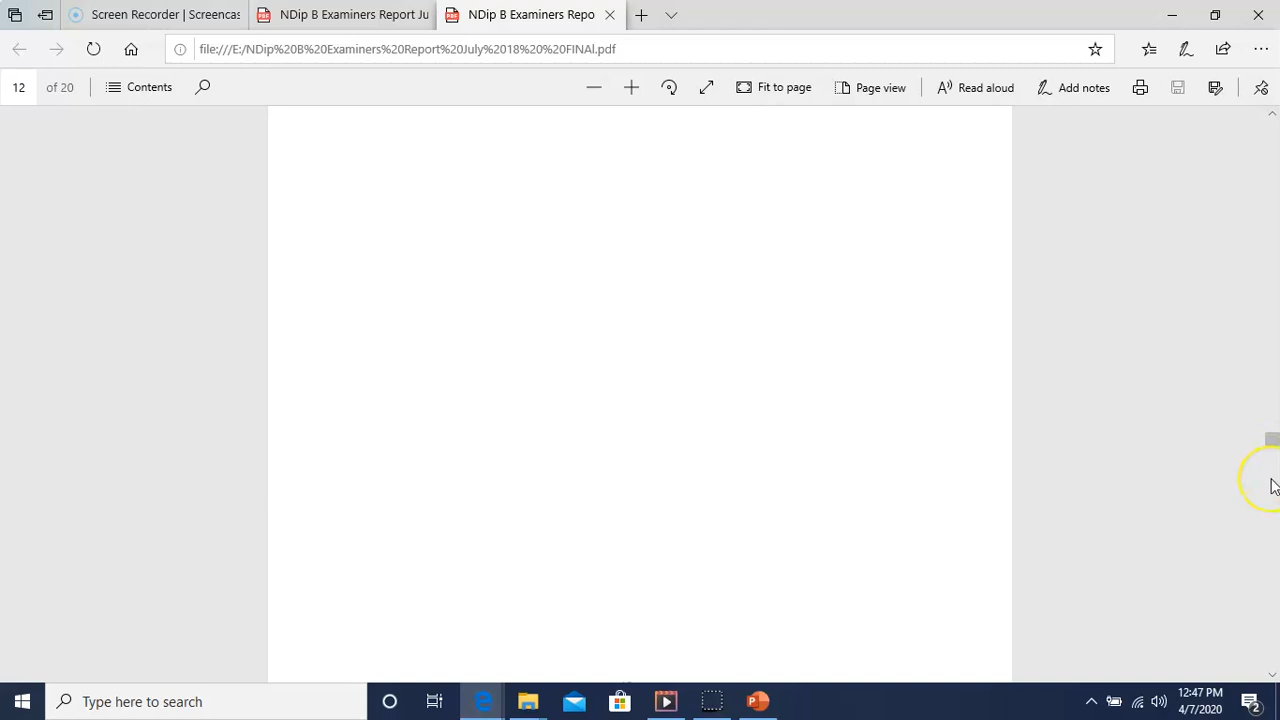 Screen Recorder | Screencas
NDip B Examiners Report Ju
NDip B Examiners Repo
file:///E:/NDip%20B%20Examiners%20Report%20July%2018%20%20FINAl.pdf
12 of 20
Contents
Fit to page
Page view
Read aloud
Add notes
Type here to search
12:47 PM
4/7/2020
2